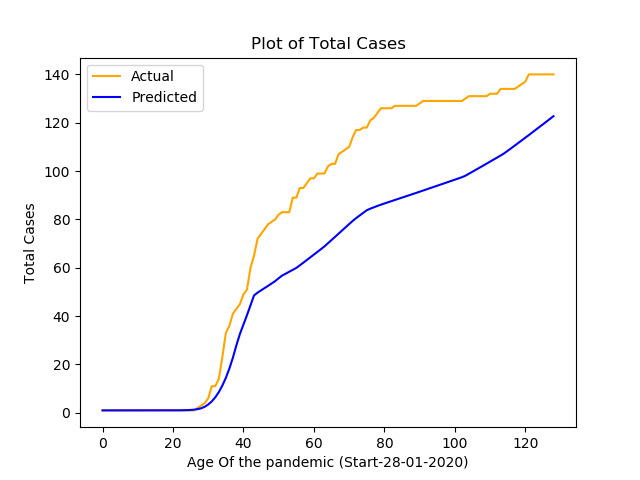 Plot of Total Cases
Actual
Predicted
140
120
100
80
60
40
20
0
Total Cases
0 20 40 60 80 100 120
Age Of the pandemic (Start-28-01-2020)